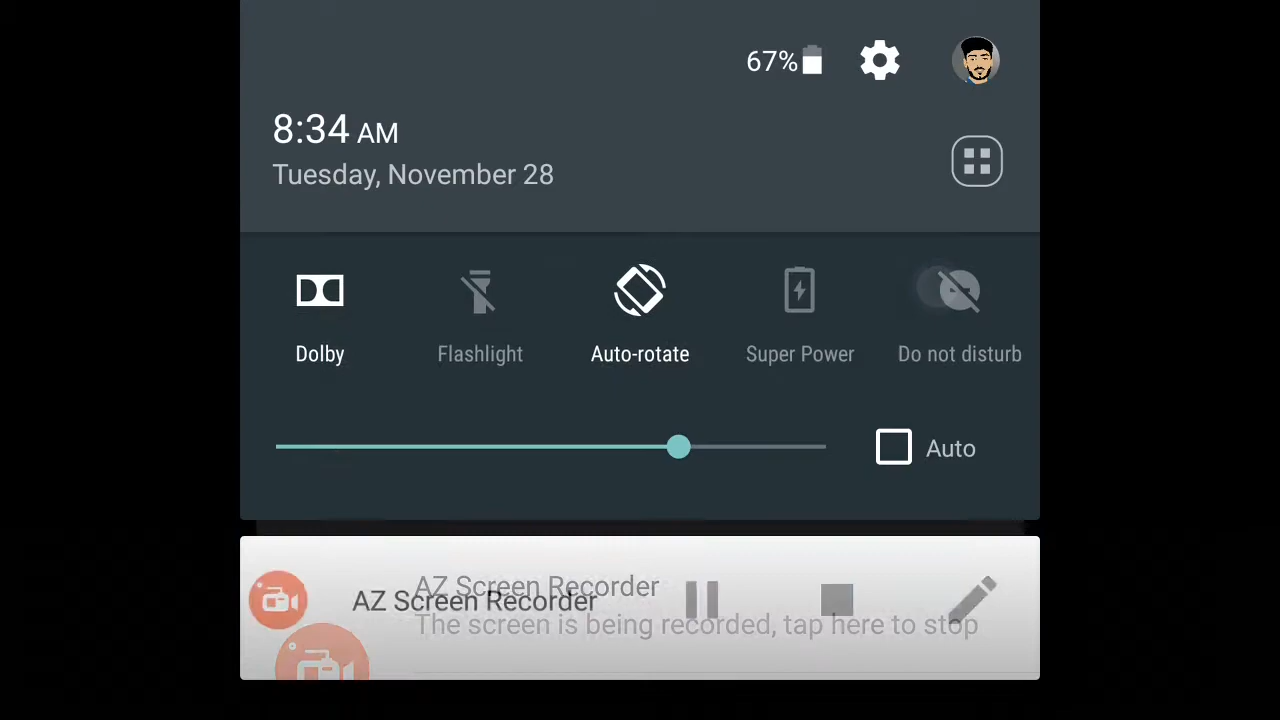 67%
8:34 AM
Tuesday, November 28
Dolby
Flashlight
Auto-rotate
Super Power
Do not disturb
Auto
AZ Screen Recorder
AZ Screen Recorder
The screen is being recorded, tap here to stop